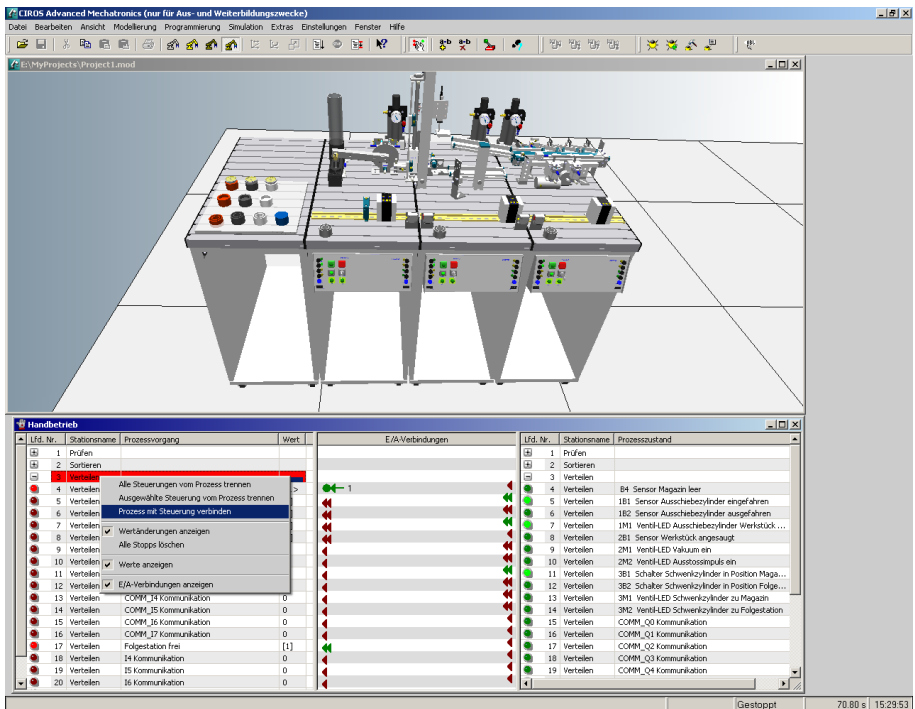 CIROS Advanced Mechatronics (nur für Aus- und Weiterbildungszwecke)
Datei Bearbeiten Ansicht Modellierung Programmierung Simulation Extras Einstellungen Fenster Hilfe
E:\MyProjects\Project1.mod
Handbetrieb
Lfd. Nr. Stationsname Prozessvorgang Wert E/A-Verbindungen Lfd. Nr. Stationsname Prozesszustand
1 Prüfen 1 Prüfen
2 Sortieren 2 Sortieren
3 Verteilen 3 Verteilen
4 Verteilen > 1 4 Verteilen B4 Sensor Magazin leer
5 Verteilen 5 Verteilen 1B1 Sensor Ausschiebezylinder eingefahren
6 Verteilen 6 Verteilen 1B2 Sensor Ausschiebezylinder ausgefahren
7 Verteilen 7 Verteilen 1M1 Ventil-LED Ausschiebezylinder Werkstück ...
8 Verteilen ] 8 Verteilen 2B1 Sensor Werkstück angesaugt
9 Verteilen 9 Verteilen 2M1 Ventil-LED Vakuum ein
10 Verteilen 10 Verteilen 2M2 Ventil-LED Ausstossimpuls ein
11 Verteilen 11 Verteilen 3B1 Schalter Schwenkzylinder in Position Maga...
12 Verteilen 12 Verteilen 3B2 Schalter Schwenkzylinder in Position Folge...
13 Verteilen COMM_I4 Kommunikation 0 13 Verteilen 3M1 Ventil-LED Schwenkzylinder zu Magazin
14 Verteilen COMM_I5 Kommunikation 0 14 Verteilen 3M2 Ventil-LED Schwenkzylinder zu Folgestation
15 Verteilen COMM_I6 Kommunikation 0 15 Verteilen COMM_Q0 Kommunikation
16 Verteilen COMM_I7 Kommunikation 0 16 Verteilen COMM_Q1 Kommunikation
17 Verteilen Folgestation frei [1] 17 Verteilen COMM_Q2 Kommunikation
18 Verteilen I4 Kommunikation 0 18 Verteilen COMM_Q3 Kommunikation
19 Verteilen I5 Kommunikation 0 19 Verteilen COMM_Q4 Kommunikation
20 Verteilen I6 Kommunikation 0
Alle Steuerungen vom Prozess trennen
Ausgewählte Steuerung vom Prozess trennen
Prozess mit Steuerung verbinden
Wertänderungen anzeigen
Alle Stopps löschen
Werte anzeigen
E/A-Verbindungen anzeigen
Gestoppt 70.80 s 15:29:53